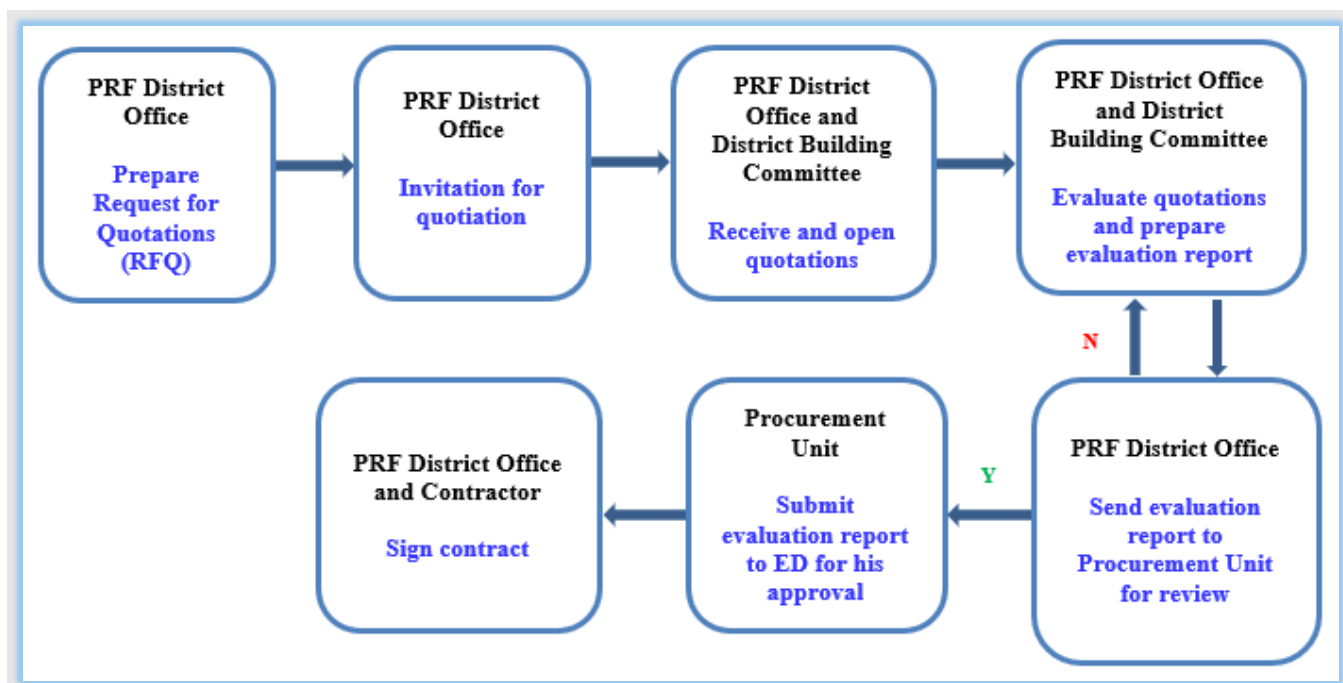 PRF District
Office
Prepare
Request for
Quotations
(RFQ)
PRF District
Office
Invitation for
quotiation
PRF District
Office and
District Building
Committee
Receive and open
quotations
PRF District Office
and District
Building Committee
Evaluate quotations
and prepare
evaluation report
N
PRF District Office
Send evaluation
report to
Procurement Unit
for review
Y
Procurement
Unit
Submit
evaluation report
to ED for his
approval
PRF District Office
and Contractor
Sign contract